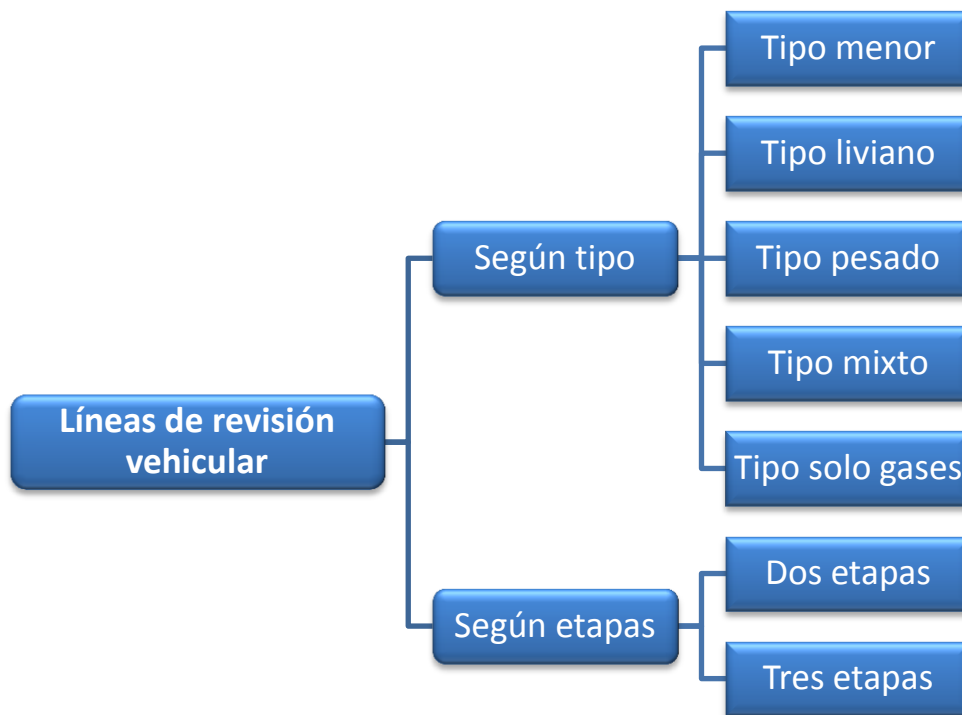 Líneas de revisión
vehicular
Según tipo
Tipo menor
Tipo liviano
Tipo pesado
Tipo mixto
Tipo solo gases
Según etapas
Dos etapas
Tres etapas